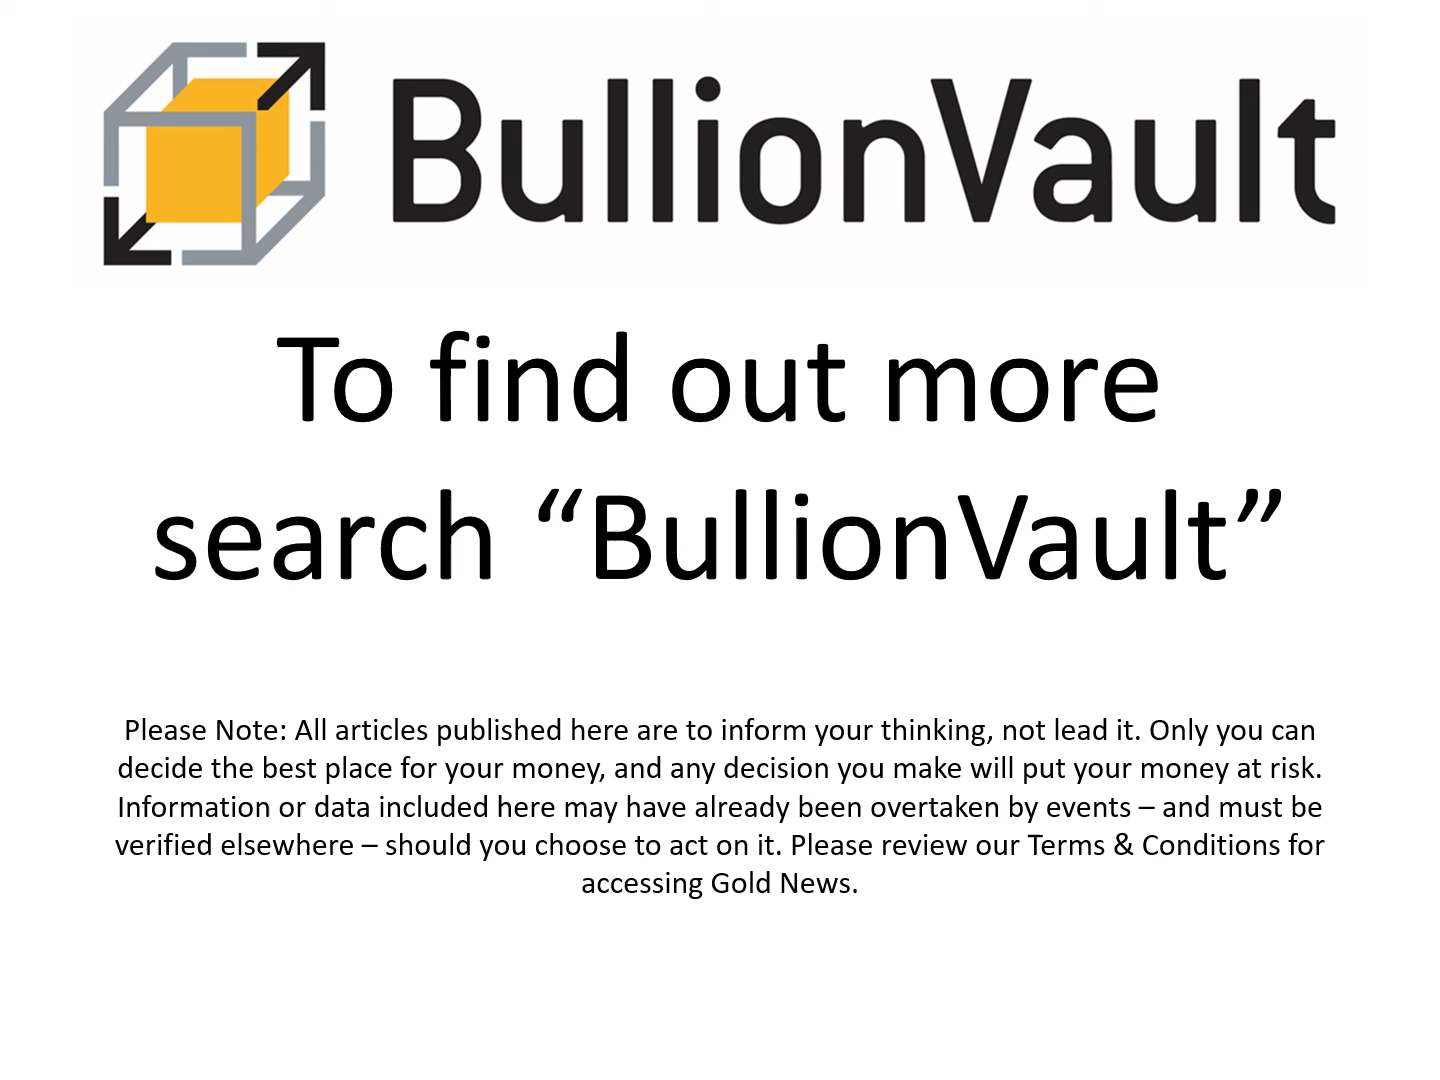 BullionVault
To find out more
search “BullionVault”
Please Note: All articles published here are to inform your thinking, not lead it. Only you can
decide the best place for your money, and any decision you make will put your money at risk.
Information or data included here may have already been overtaken by events – and must be
verified elsewhere – should you choose to act on it. Please review our Terms & Conditions for
accessing Gold News.